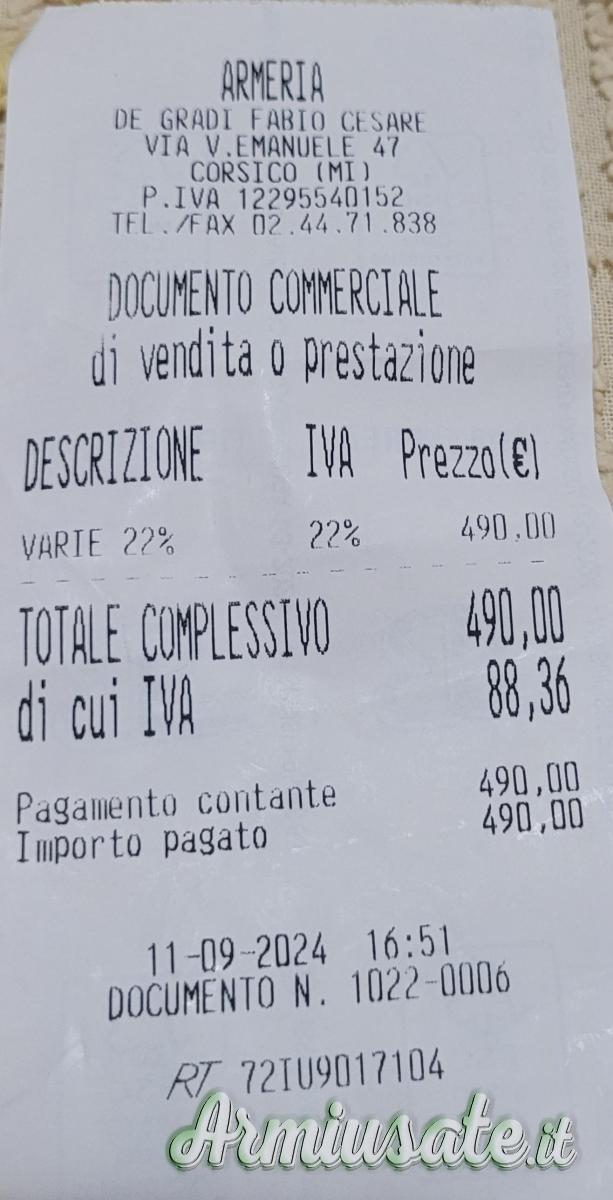 ARMERIA
DE GRADI FABIO CESARE
VIA V.EMANUELE 47
CORSICO (MI)
P.IVA 12295540152
TEL./FAX 02.44.71.838
DOCUMENTO COMMERCIALE
di vendita o prestazione
DESCRIZIONE IVA Prezzo(€)
VARIE 22% 22% 490,00
TOTALE COMPLESSIVO 490,00
di cui IVA 88,36
Pagamento contante 490,00
Importo pagato 490,00
11-09-2024 16:51
DOCUMENTO N. 1022-0006
RT 72IU9017104
Armiusate.it